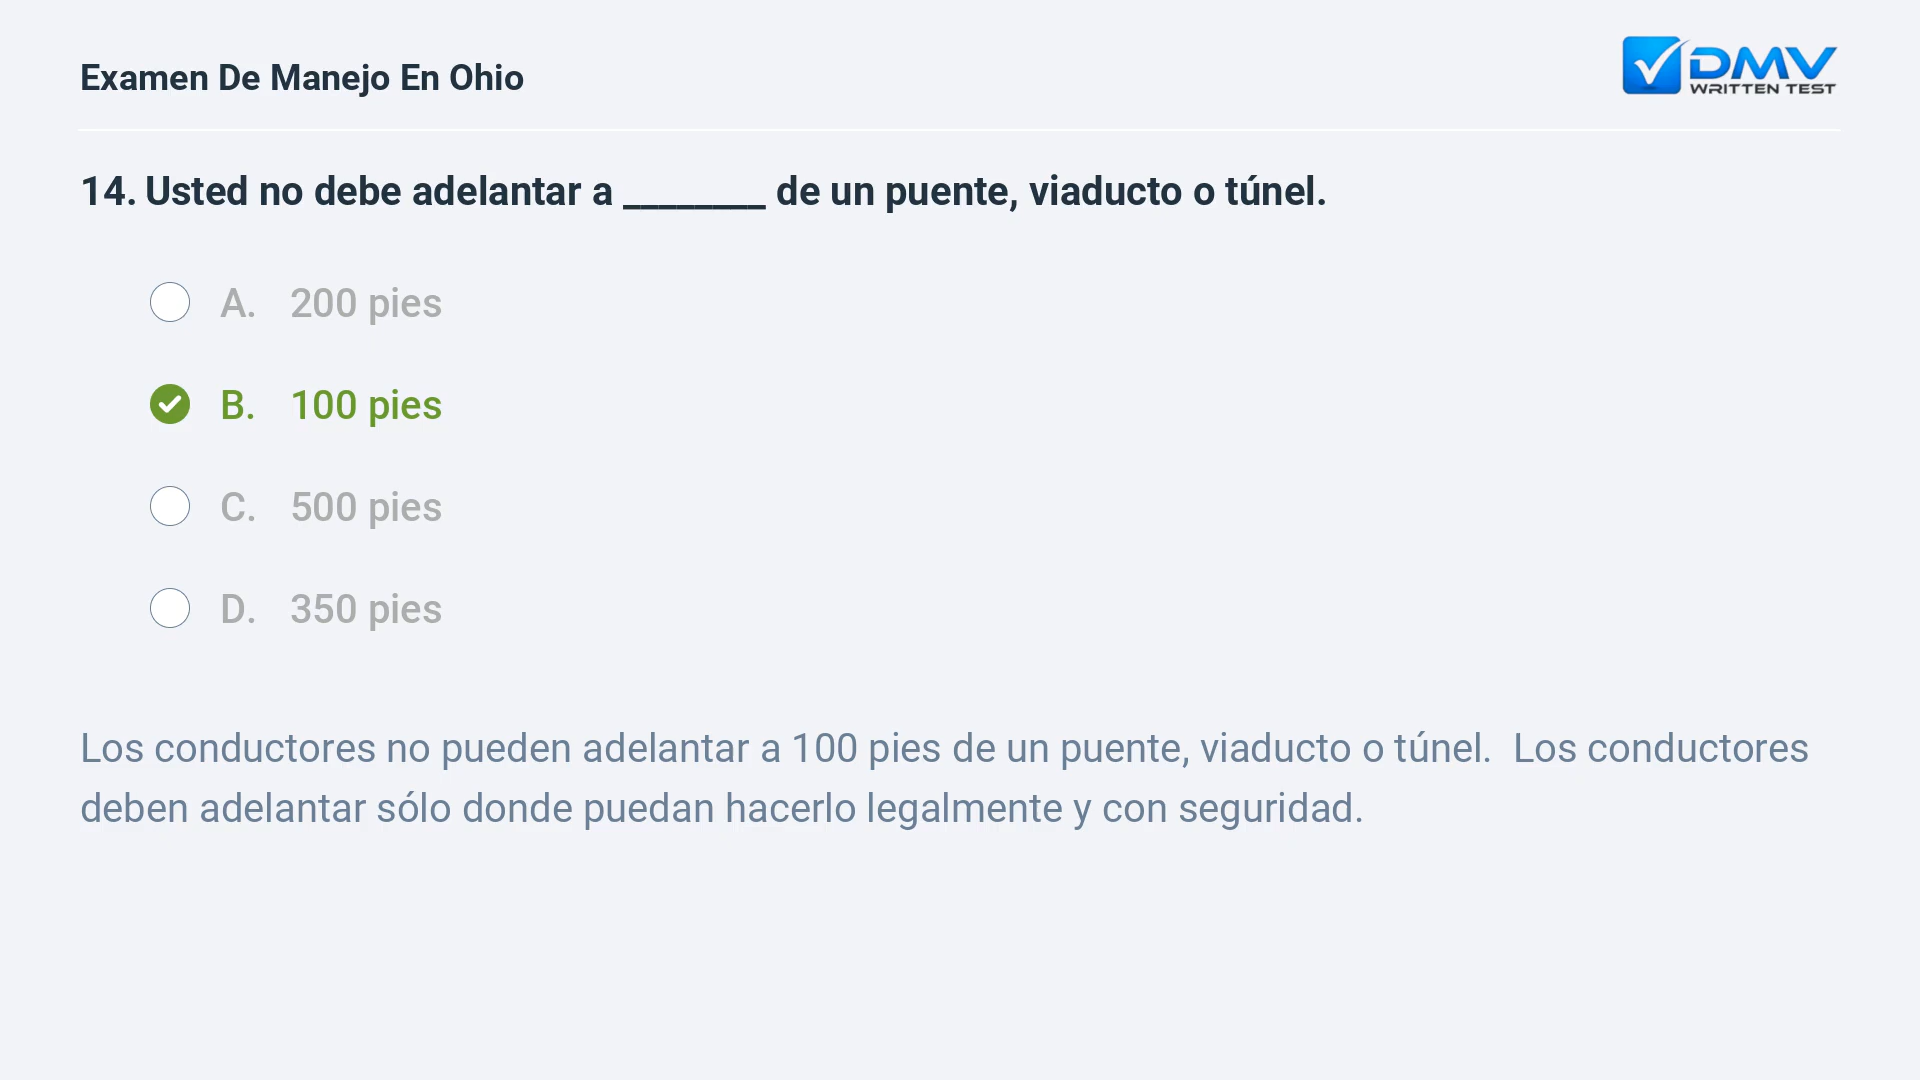 Examen De Manejo En Ohio
DMV
WRITTEN TEST
14. Usted no debe adelantar a ________ de un puente, viaducto o túnel.
A. 200 pies
B. 100 pies
C. 500 pies
D. 350 pies
Los conductores no pueden adelantar a 100 pies de un puente, viaducto o túnel. Los conductores
deben adelantar sólo donde puedan hacerlo legalmente y con seguridad.